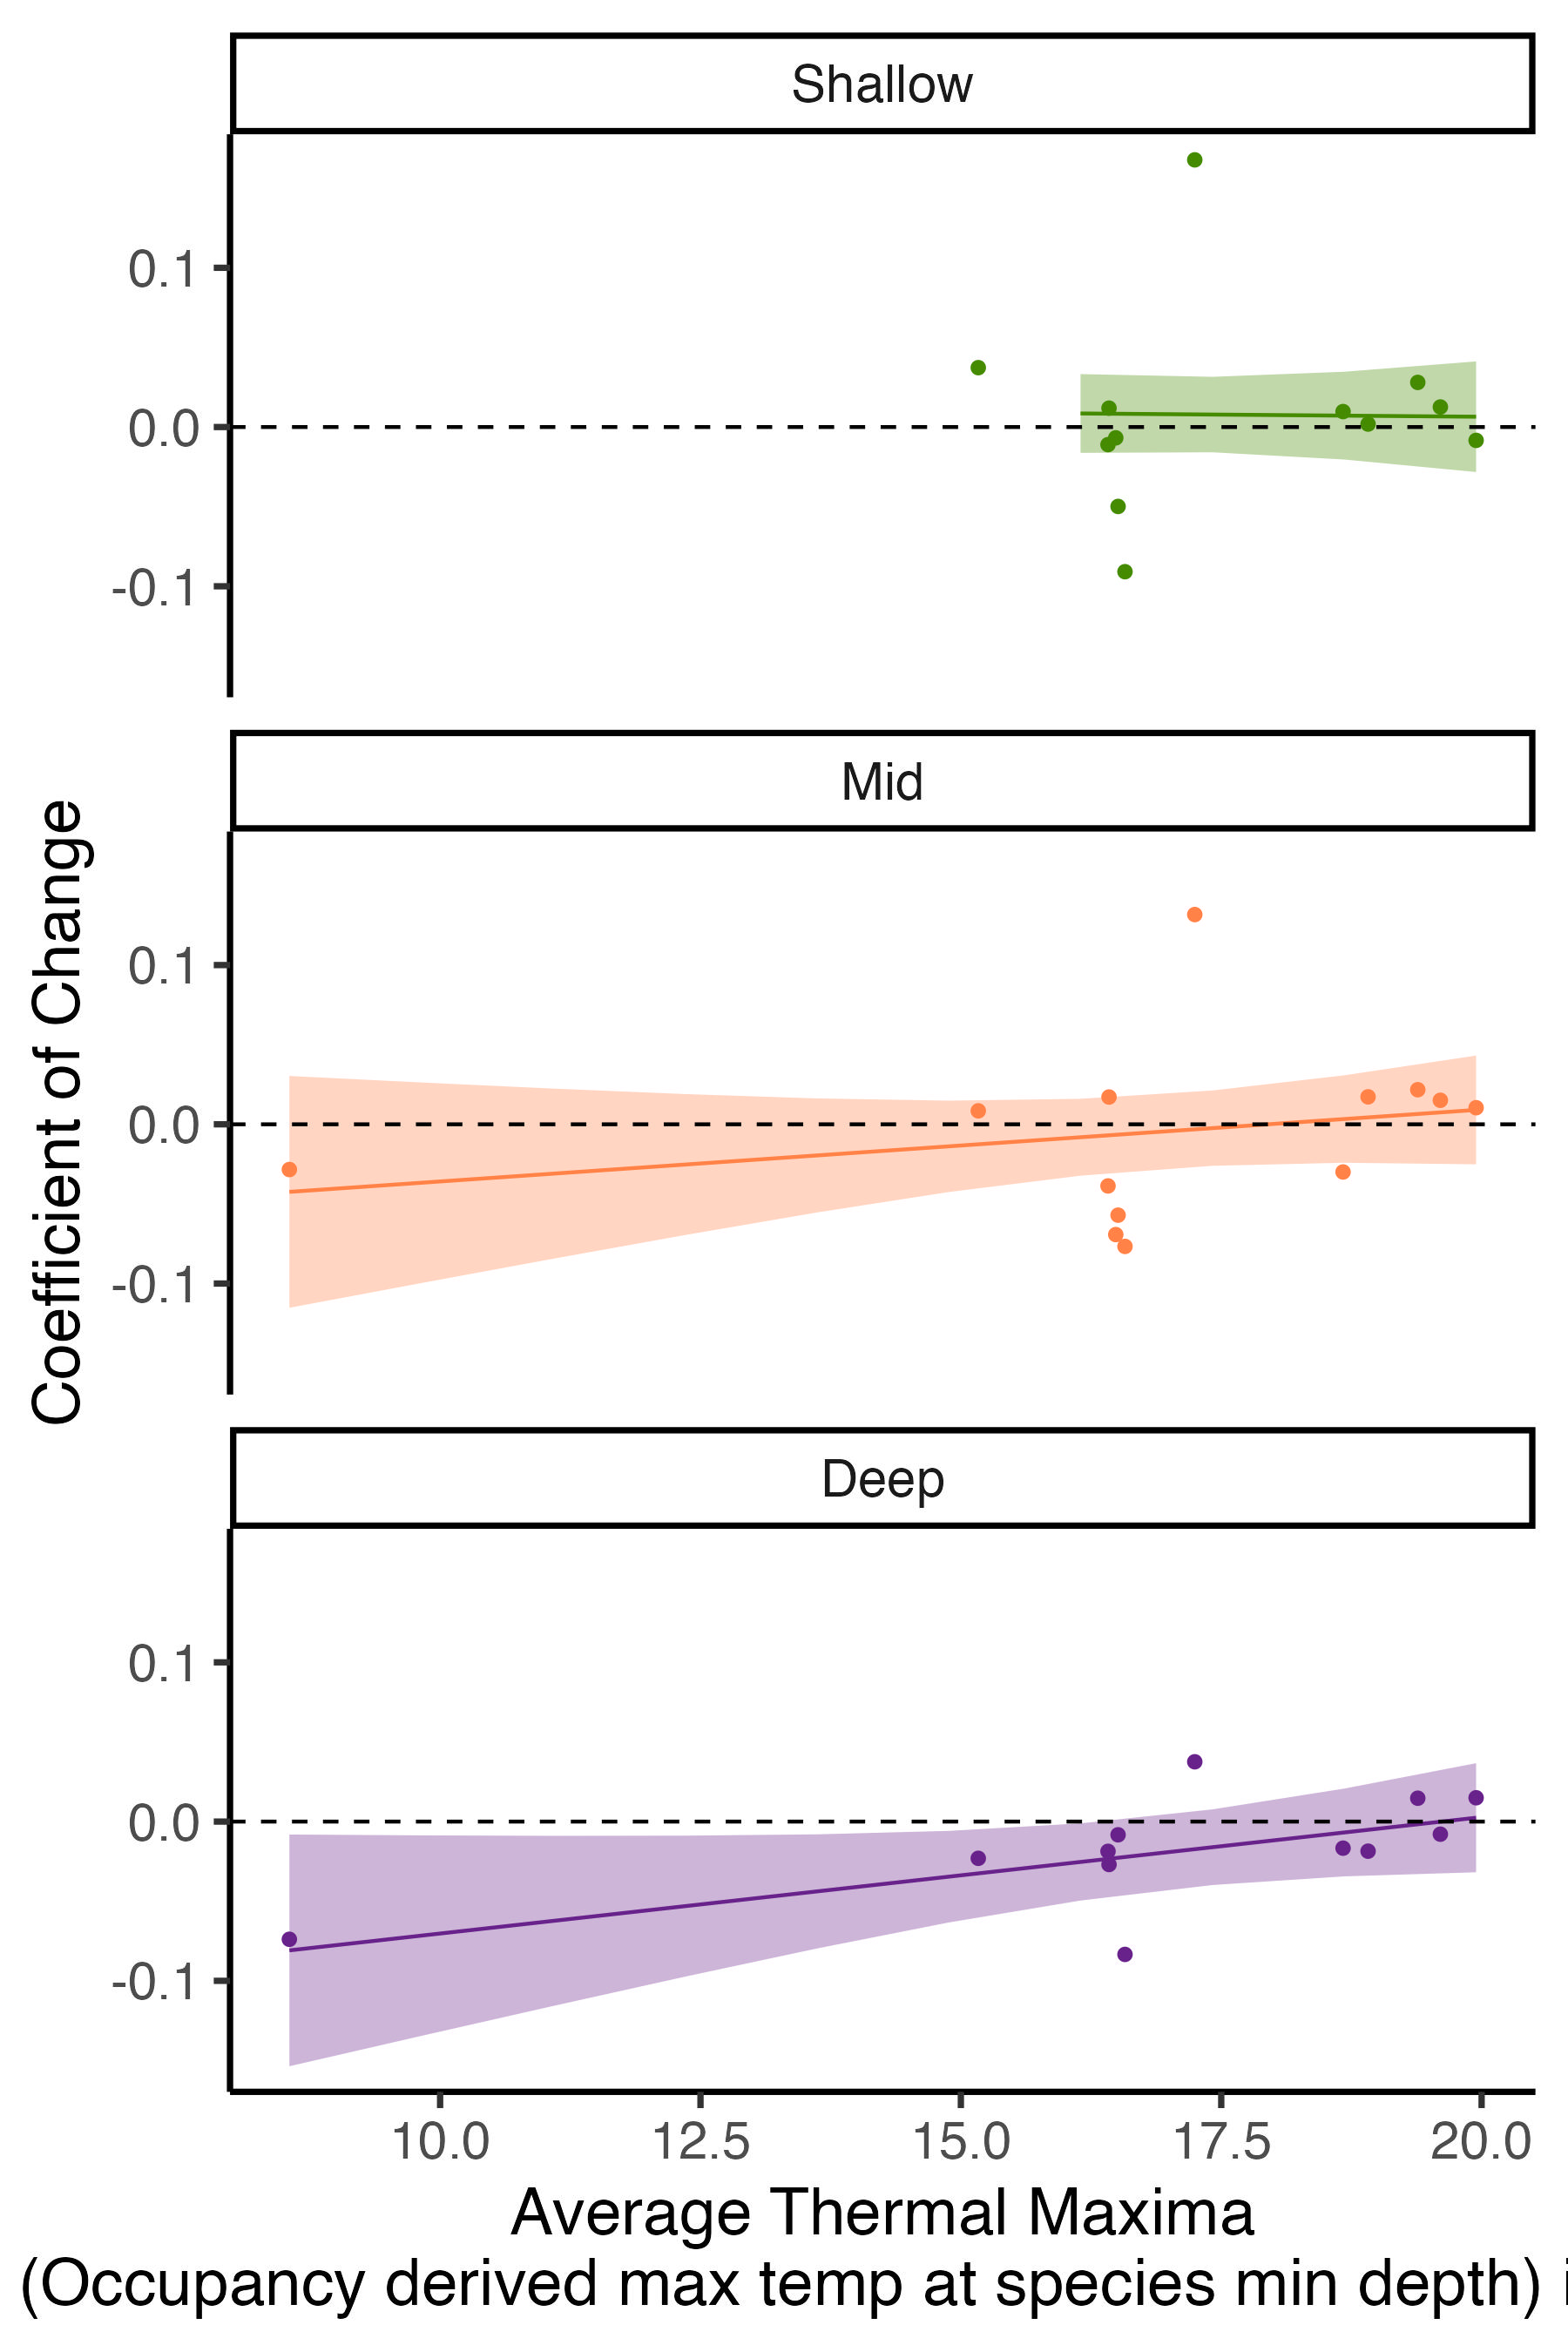 Shallow
0.1
0.0
-0.1
Mid
0.1
0.0
-0.1
Coefficient of Change
Deep
0.1
0.0
-0.1
10.0 12.5 15.0 17.5 20.0
Average Thermal Maxima
(Occupancy derived max temp at species min depth)